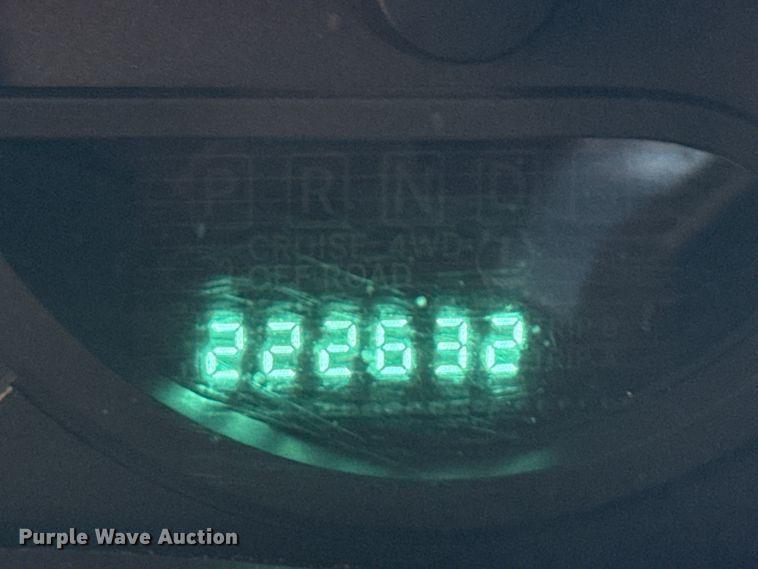 P R N D
CRUISE 4WD
OFF ROAD
222632
Purple Wave Auction